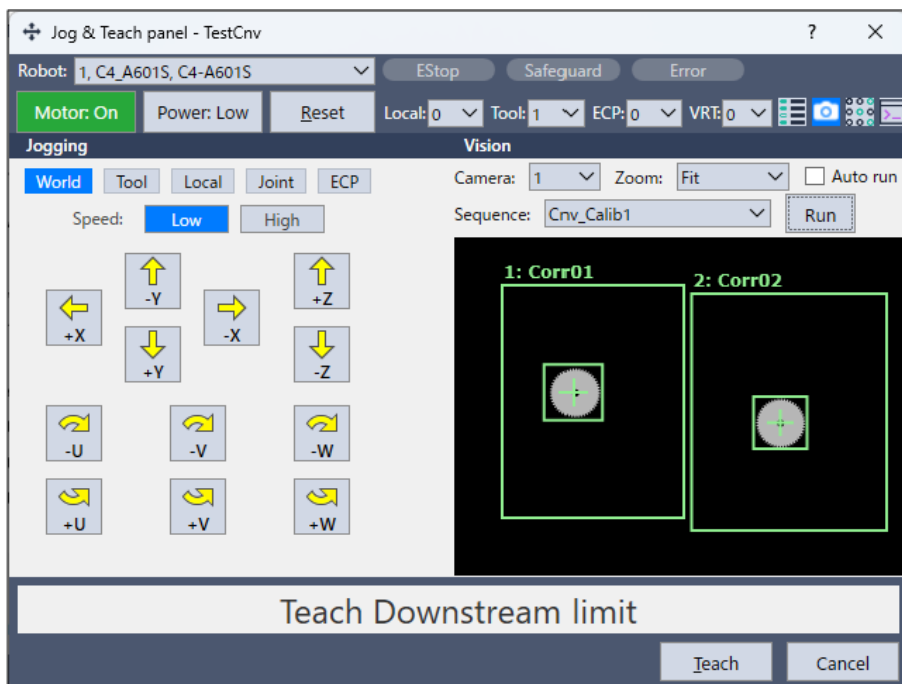 Jog & Teach panel - TestCnv ?
Robot: 1, C4_A601S, C4-A601S EStop Safeguard Error
Motor: On Power: Low Reset Local: 0 Tool: 1 ECP: 0 VRT: 0
Jogging Vision
World Tool Local Joint ECP
Camera: 1 Zoom: Fit Auto run
Speed: Low High
Sequence: Cnv_Calib1 Run
-Y +Z
+X -X
+Y -Z
-U -V -W
+U +V +W
1: Corr01
2: Corr02
Teach Downstream limit
Teach Cancel